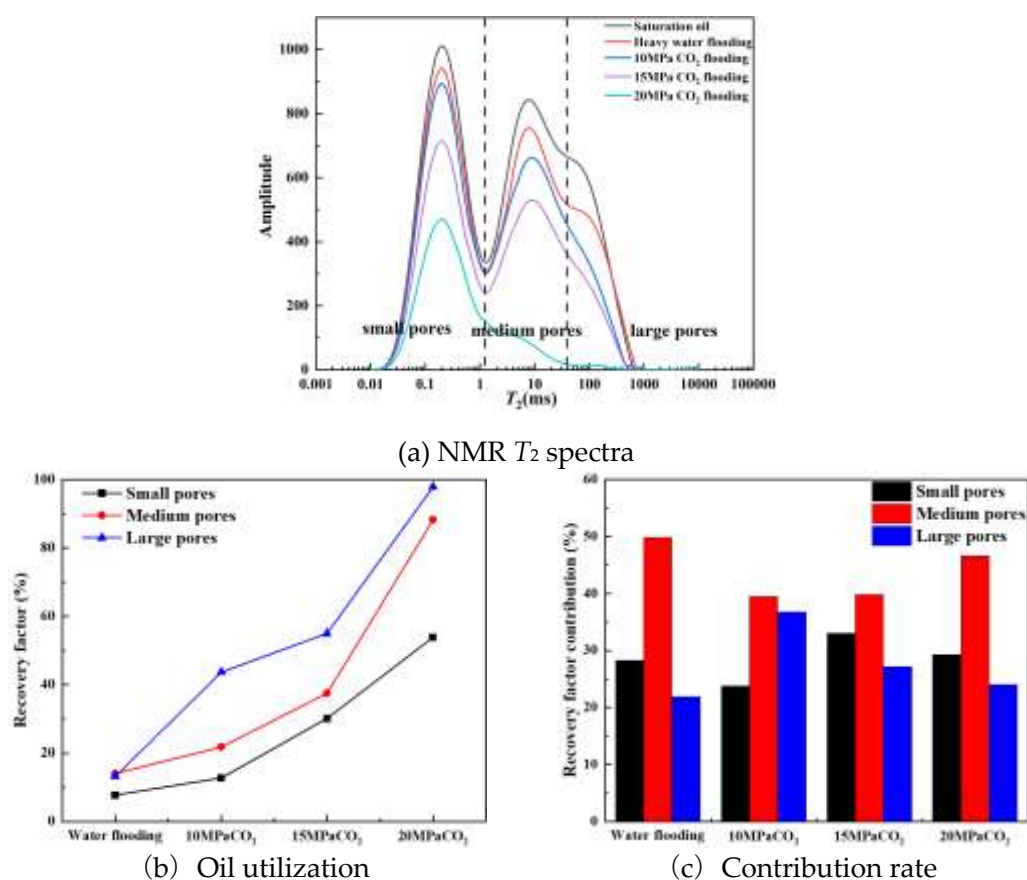 Saturation oil
Heavy water flooding
10MPa CO2 flooding
15MPa CO2 flooding
20MPa CO2 flooding
1000
800
600
400
200
0
Amplitude
small pores
medium pores
large pores
0.001
0.01
0.1
1
10
100
1000
10000
100000
T2(ms)
(a) NMR T2 spectra
100
80
60
40
20
0
Recovery factor (%)
Small pores
Medium pores
Large pores
Water flooding
10MPaCO2
15MPaCO2
20MPaCO2
(b) Oil utilization
60
50
40
30
20
10
0
Recovery factor contribution (%)
Small pores
Medium pores
Large pores
Water flooding
10MPaCO2
15MPaCO2
20MPaCO2
(c) Contribution rate